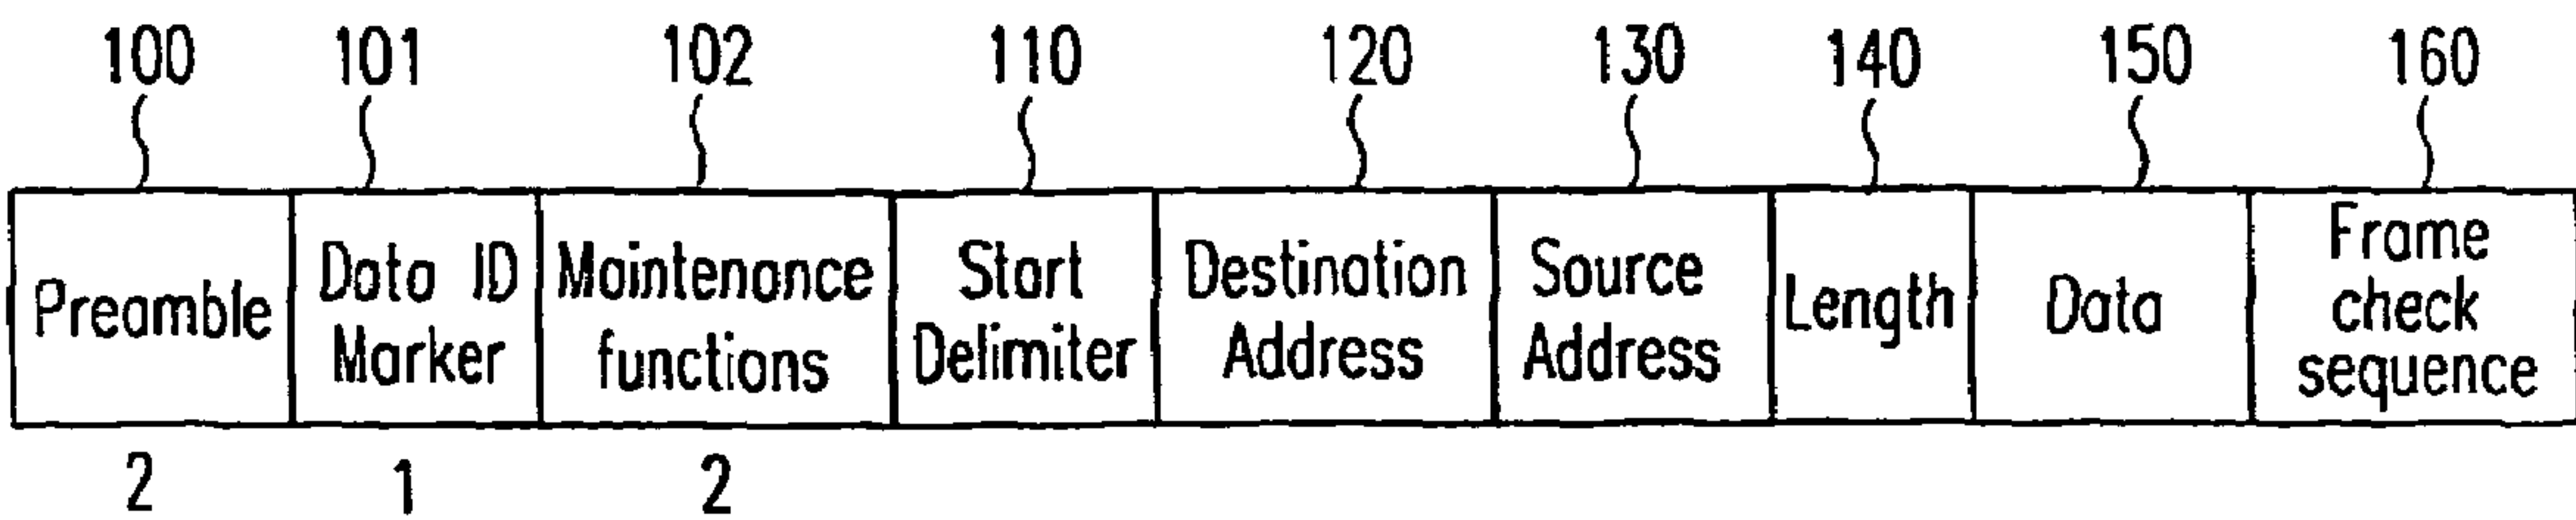 100 101 102 110 120 130 140 150 160
Preamble
Data ID
Marker
Maintenance
functions
Start
Delimiter
Destination
Address
Source
Address
Length
Data
Frame
check
sequence
2 1 2